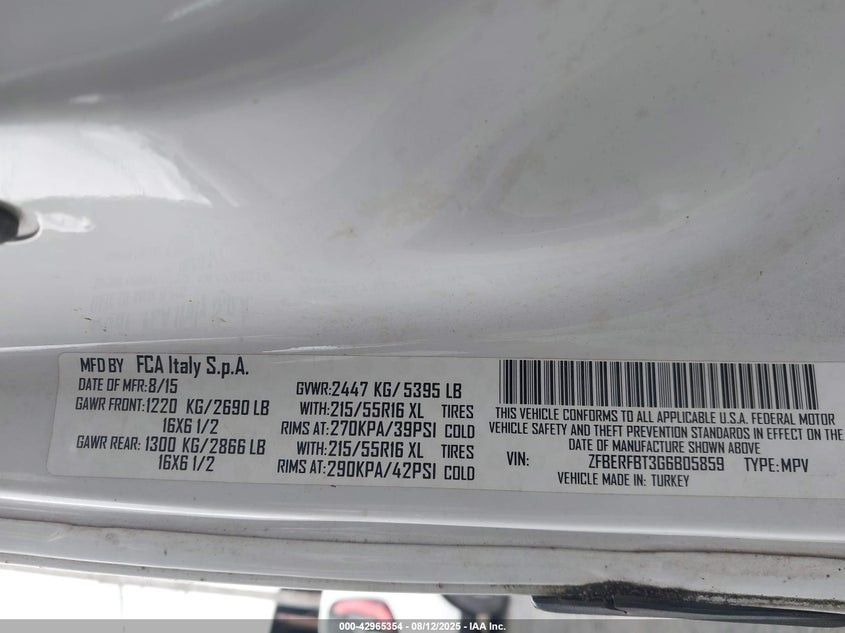 MFD BY FCA Italy S.p.A.
DATE OF MFR: 8/15 GVWR: 2447 KG/ 5395 LB
GAWR FRONT: 1220 KG/2690 LB WITH: 215/55R16 XL TIRES
16X6 1/2 RIMS AT: 270KPA/39PSI COLD
GAWR REAR: 1300 KG/2866 LB WITH: 215/55R16 XL TIRES
16X6 1/2 RIMS AT: 290KPA/42PSI COLD
THIS VEHICLE CONFORMS TO ALL APPLICABLE U.S.A. FEDERAL MOTOR
VEHICLE SAFETY AND THEFT PREVENTION STANDARDS IN EFFECT ON THE
DATE OF MANUFACTURE SHOWN ABOVE
VIN: ZFBERFBT3G6B05859 TYPE: MPV
VEHICLE MADE IN: TURKEY
000-42965354 | 08/12/2025 - IAA Inc.